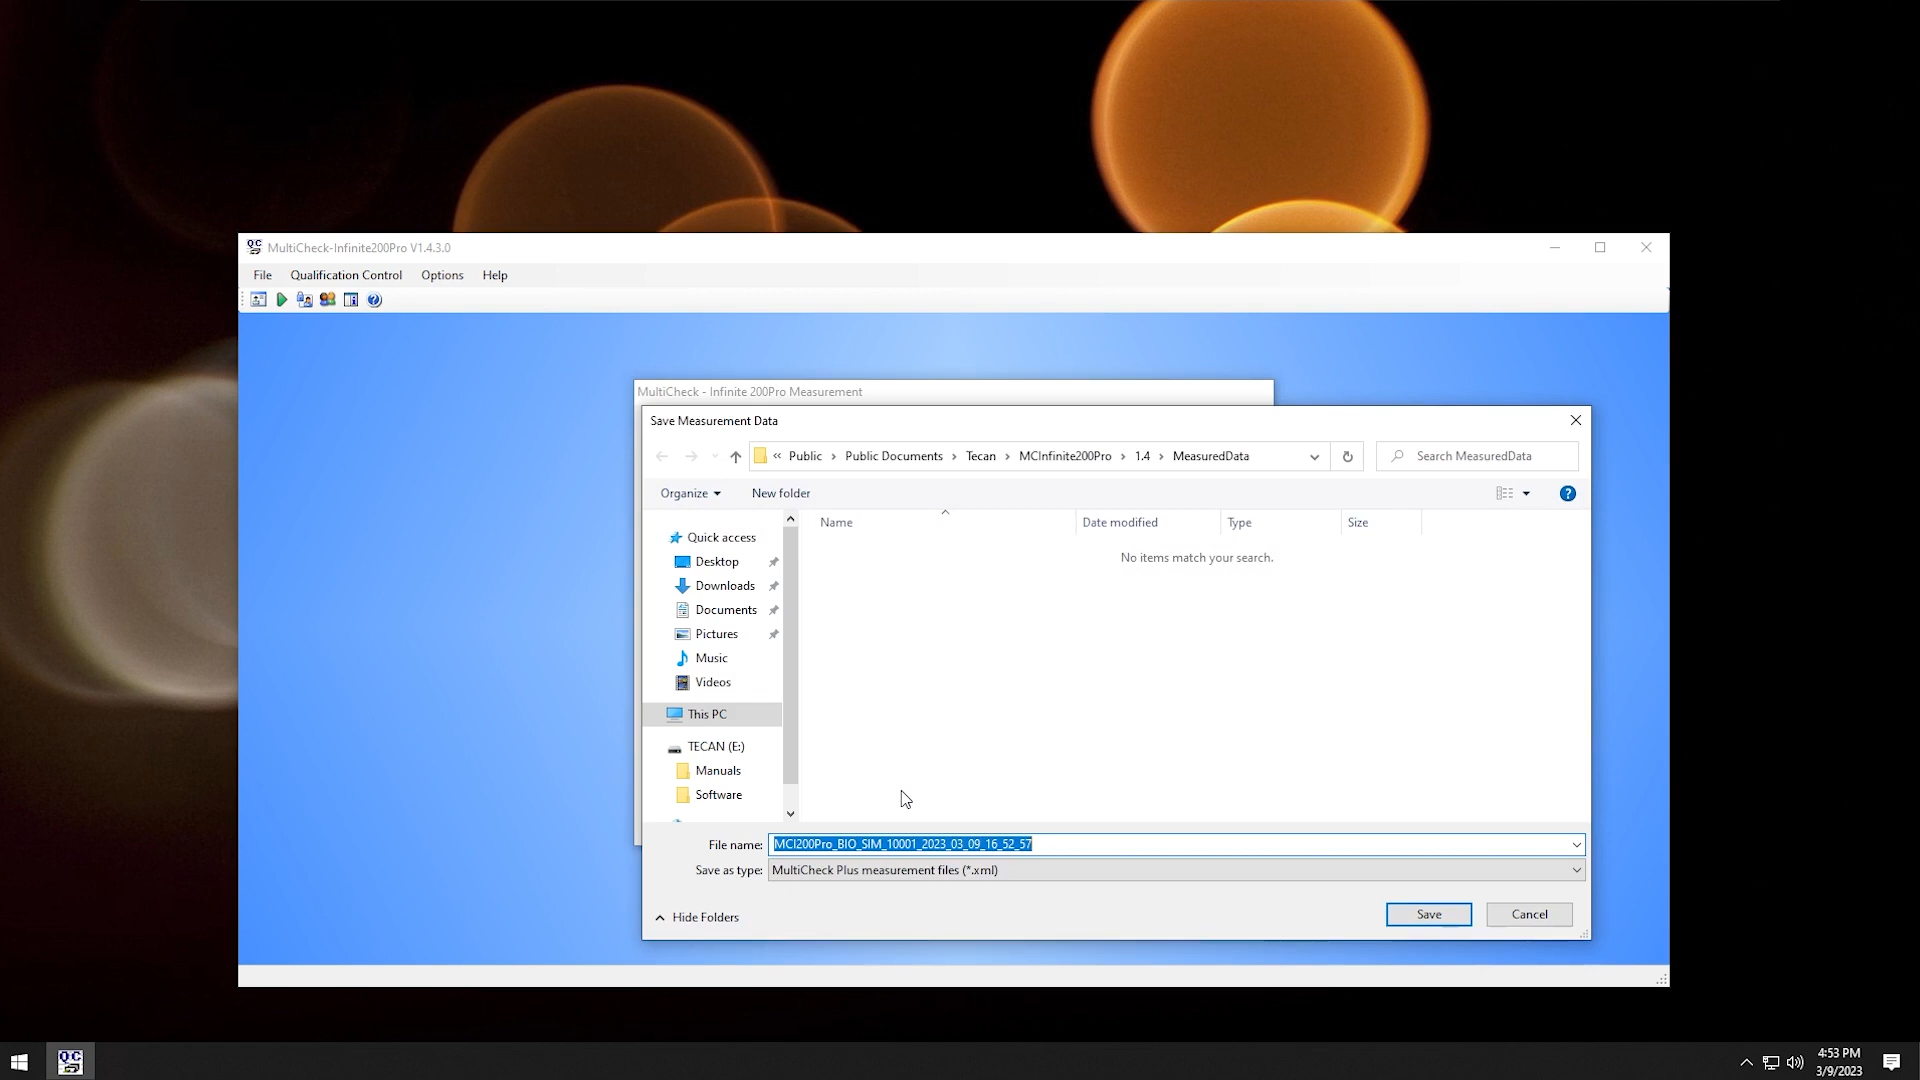 QC
MultiCheck-Infinite200Pro V1.4.3.0
File Qualification Control Options Help
MultiCheck - Infinite 200Pro Measurement
Save Measurement Data
« Public › Public Documents › Tecan › MCInfinite200Pro › 1.4 › MeasuredData
Search MeasuredData
Organize New folder
Name Date modified Type Size
No items match your search.
Quick access
Desktop
Downloads
Documents
Pictures
Music
Videos
This PC
TECAN (E:)
Manuals
Software
File name: MCI200Pro_BIO_SIM_10001_2023_03_09_16_52_57
Save as type: MultiCheck Plus measurement files (*.xml)
Hide Folders
Save Cancel
QC
4:53 PM
3/9/2023